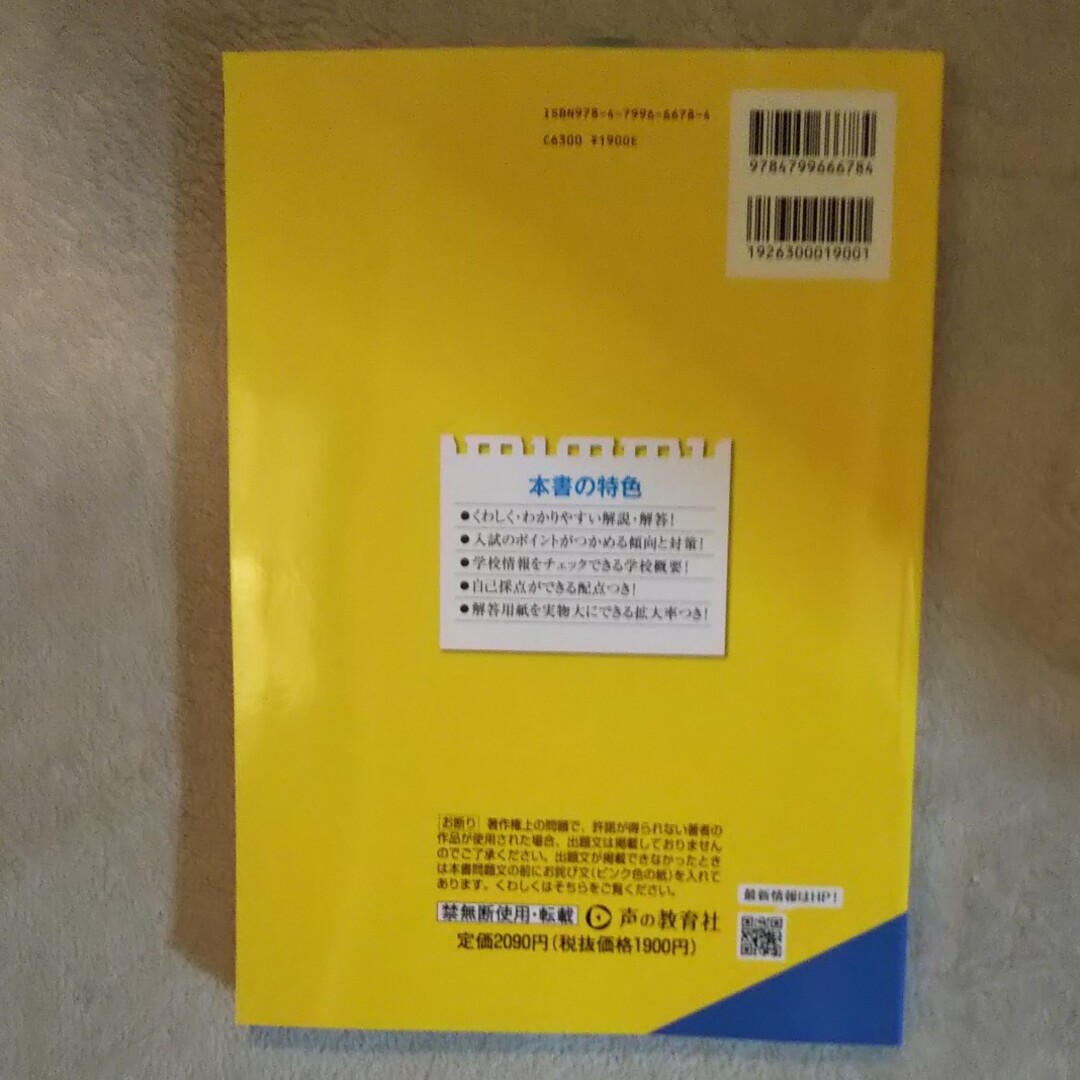 ISBN978-4-7996-6678-4
C6300 ¥1900E
9784799666784
1926300019001
本書の特色
●くわしく・わかりやすい解説・解答!
●入試のポイントがつかめる傾向と対策!
●学校情報をチェックできる学校概要!
●自己採点ができる配点つき!
●解答用紙を実物大にできる拡大率つき!
[お断り] 著作権上の問題で、許諾が得られない著者の
作品が使用された場合、出題文は掲載しておりません
のでご了承ください。出題文が掲載できなかったとき
は本書問題文の前にお詫び文(ピンク色の紙)を入れて
あります。くわしくはそちらをご覧ください。
最新情報はHP!
禁無断使用・転載 声の教育社
定価2090円(税抜価格1900円)